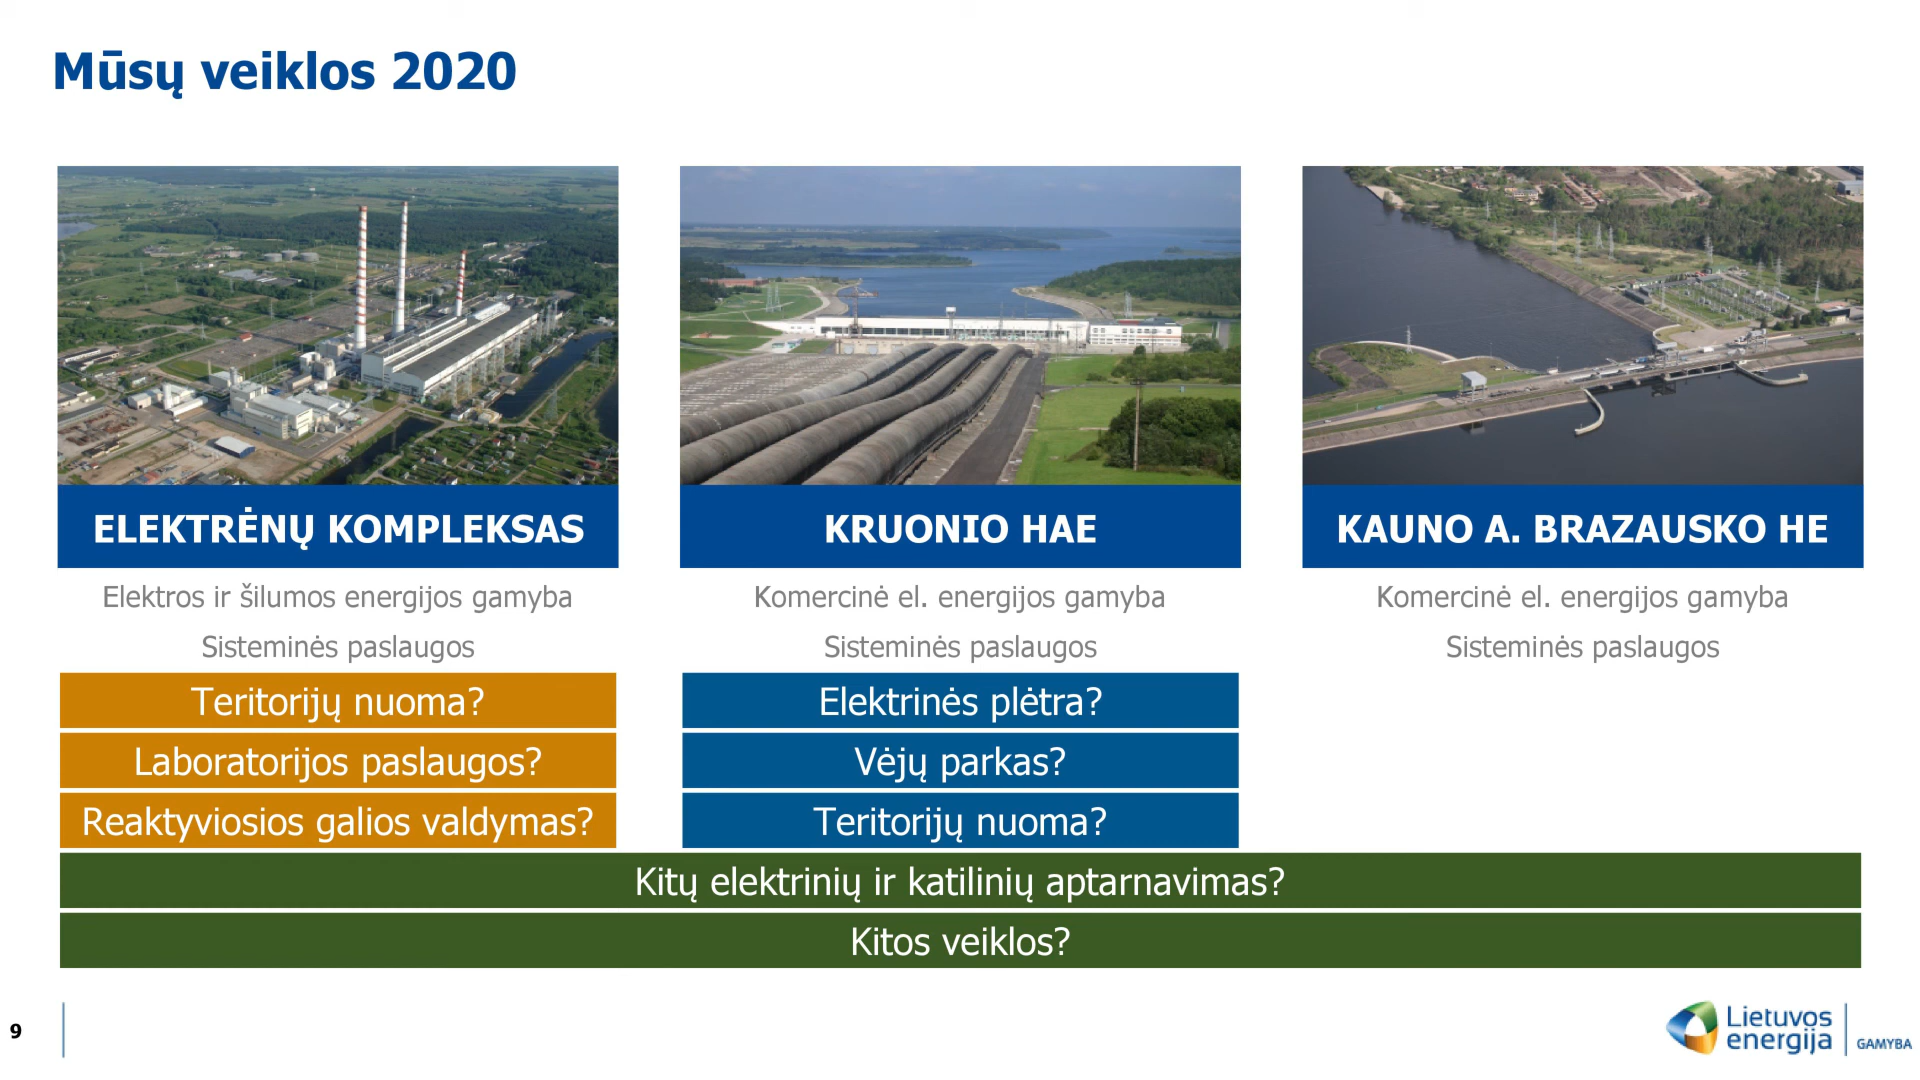 Mūsų veiklos 2020
ELEKTRĖNŲ KOMPLEKSAS
Elektros ir šilumos energijos gamyba
Sisteminės paslaugos
Teritorijų nuoma?
Laboratorijos paslaugos?
Reaktyviosios galios valdymas?
KRUONIO HAE
Komercinė el. energijos gamyba
Sisteminės paslaugos
Elektrinės plėtra?
Vėjų parkas?
Teritorijų nuoma?
KAUNO A. BRAZAUSKO HE
Komercinė el. energijos gamyba
Sisteminės paslaugos
Kitų elektrinių ir katilinių aptarnavimas?
Kitos veiklos?
9
Lietuvos
energija
GAMYBA